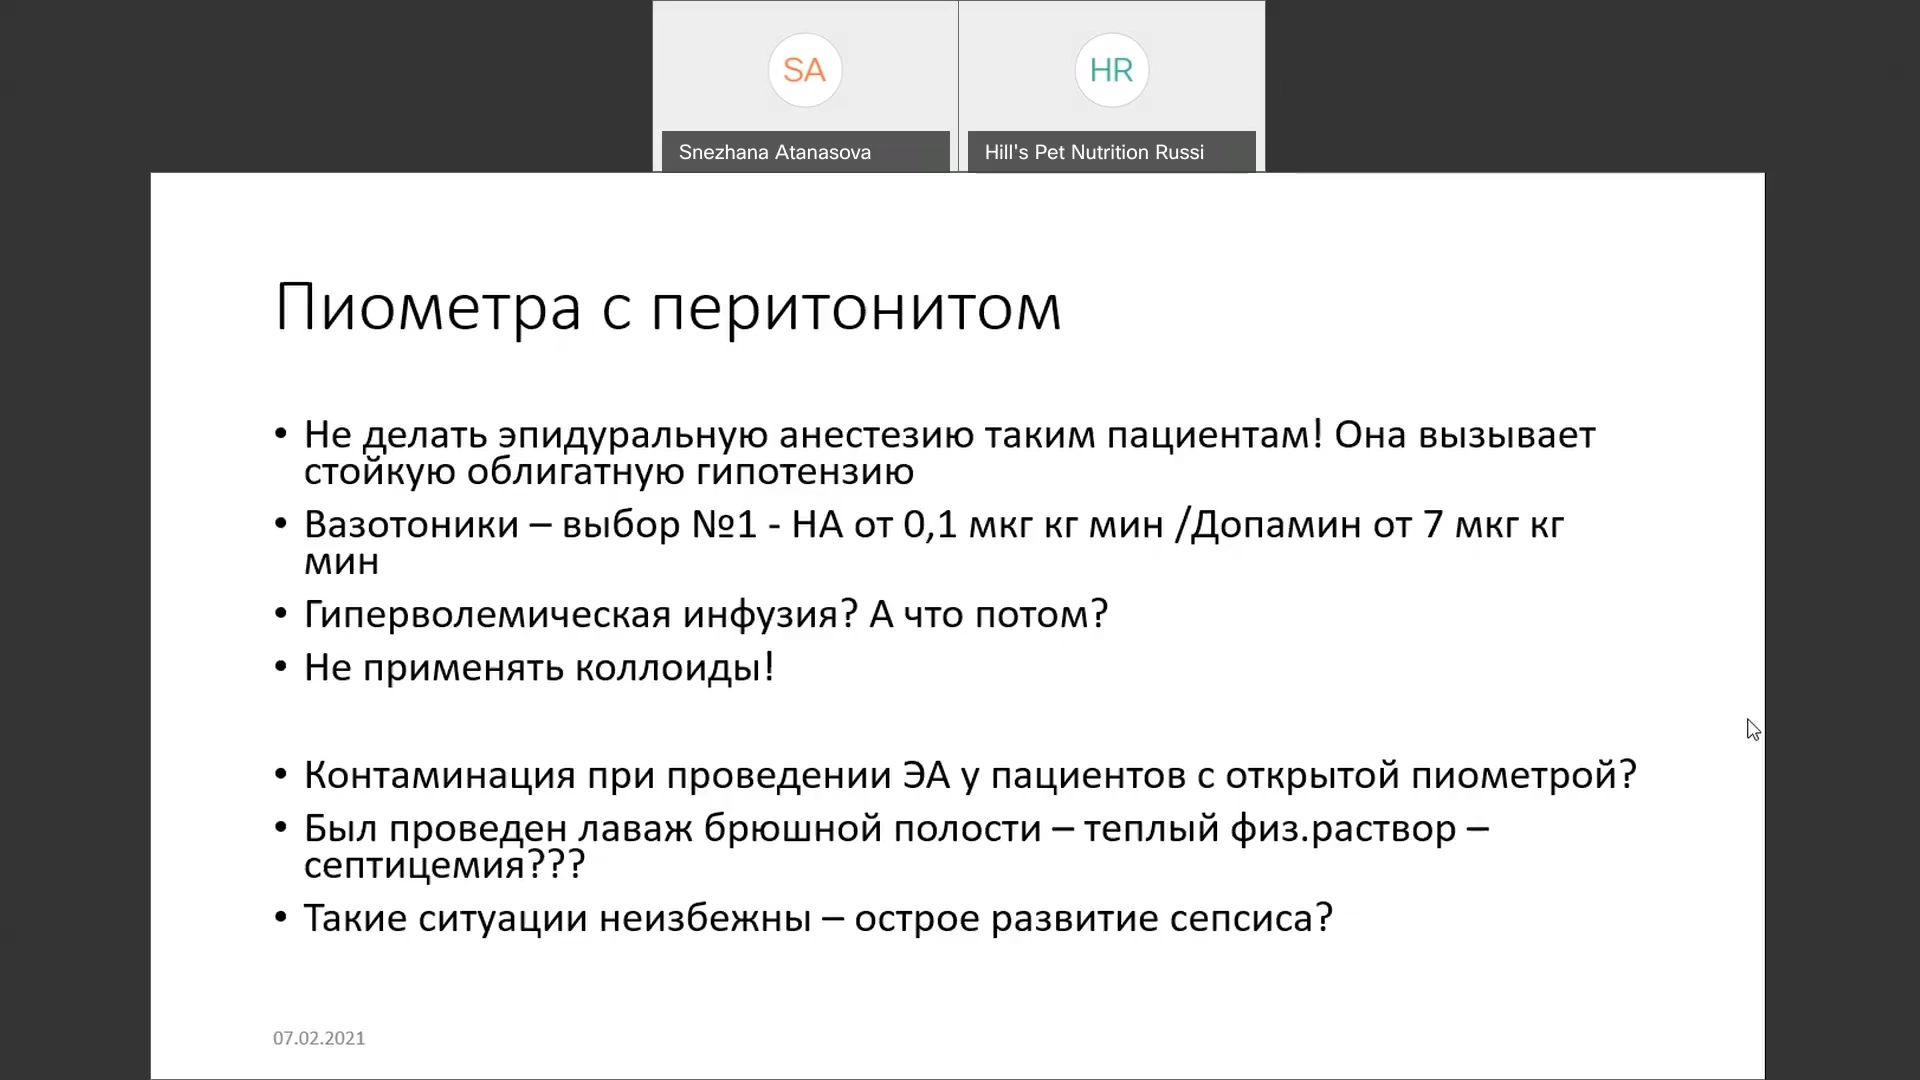 SA
HR
Snezhana Atanasova
Hill's Pet Nutrition Russi
Пиометра с перитонитом
• Не делать эпидуральную анестезию таким пациентам! Она вызывает
стойкую облигатную гипотензию
• Вазотоники – выбор №1 - НА от 0,1 мкг кг мин /Допамин от 7 мкг кг
мин
• Гиперволемическая инфузия? А что потом?
• Не применять коллоиды!
• Контаминация при проведении ЭА у пациентов с открытой пиометрой?
• Был проведен лаваж брюшной полости – теплый физ.раствор –
септицемия???
• Такие ситуации неизбежны – острое развитие сепсиса?
07.02.2021